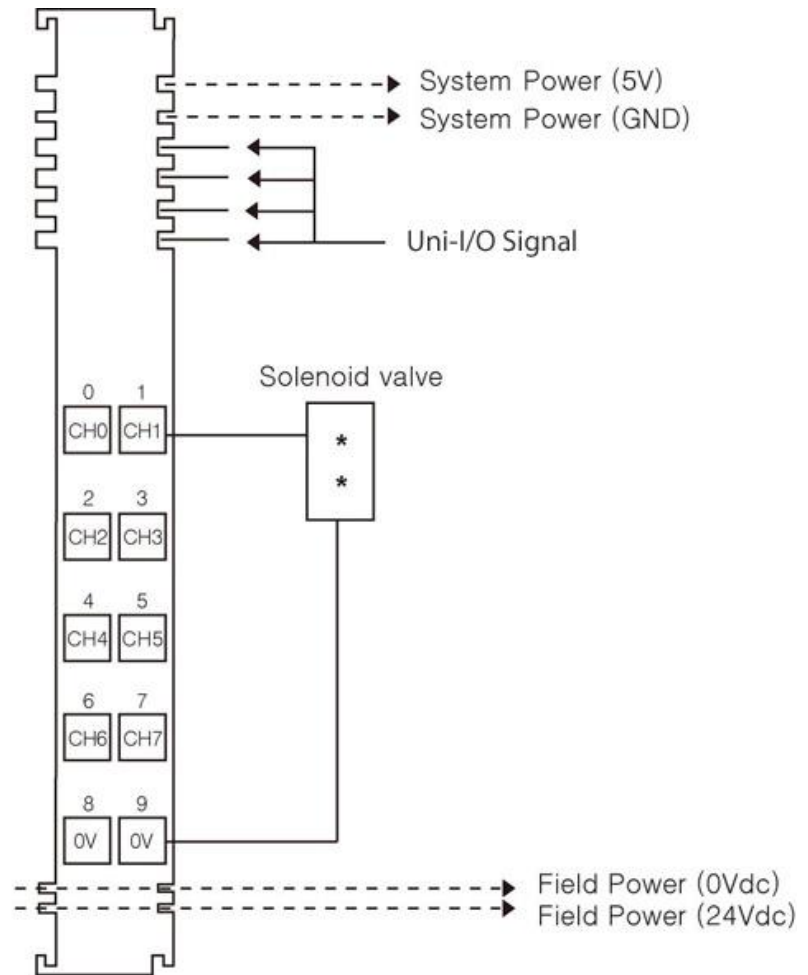 System Power (5V)
System Power (GND)
Uni-I/O Signal
Solenoid valve
0 1
CH0 CH1
*
*
2 3
CH2 CH3
4 5
CH4 CH5
6 7
CH6 CH7
8 9
0V 0V
Field Power (0Vdc)
Field Power (24Vdc)